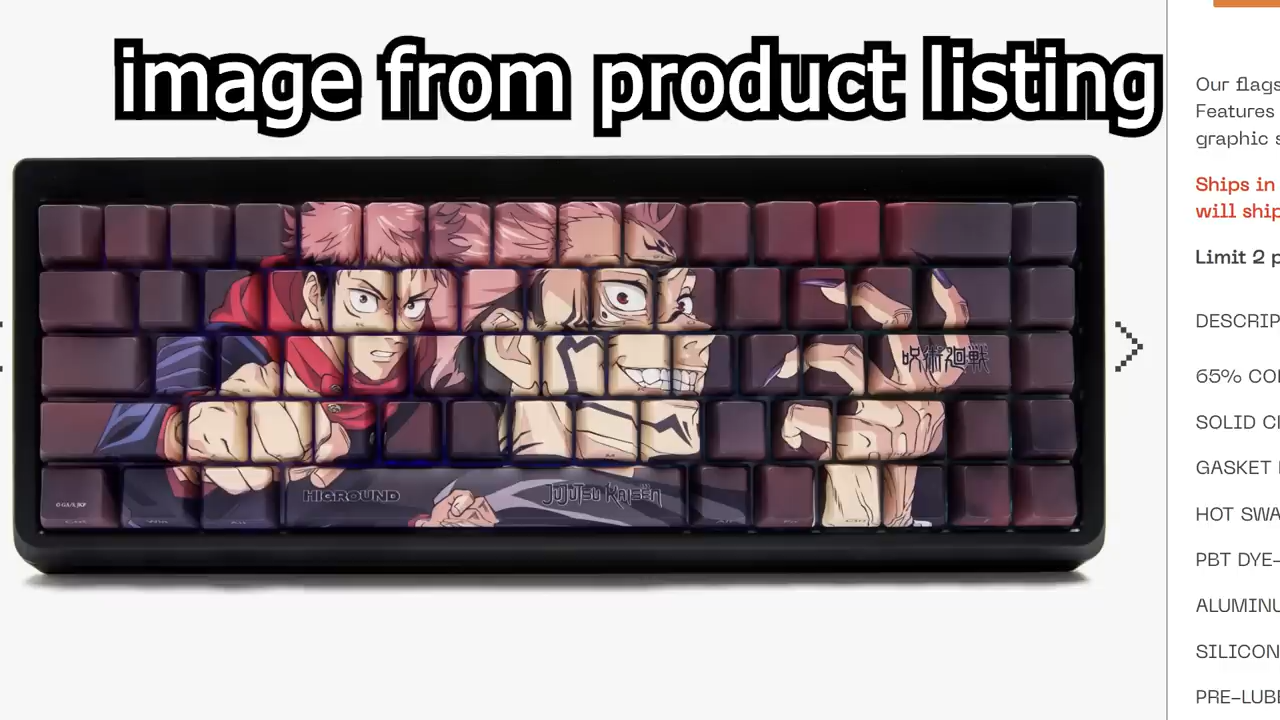 image from product listing
Our flags
Features
graphic s
Ships in
will ship
Limit 2 p
DESCRIP
65% CO
SOLID C
GASKET
HOT SWA
PBT DYE-
ALUMINU
SILICON
PRE-LUBE
呪術廻戦
HIGROUND
JUJUTSU KAISEN